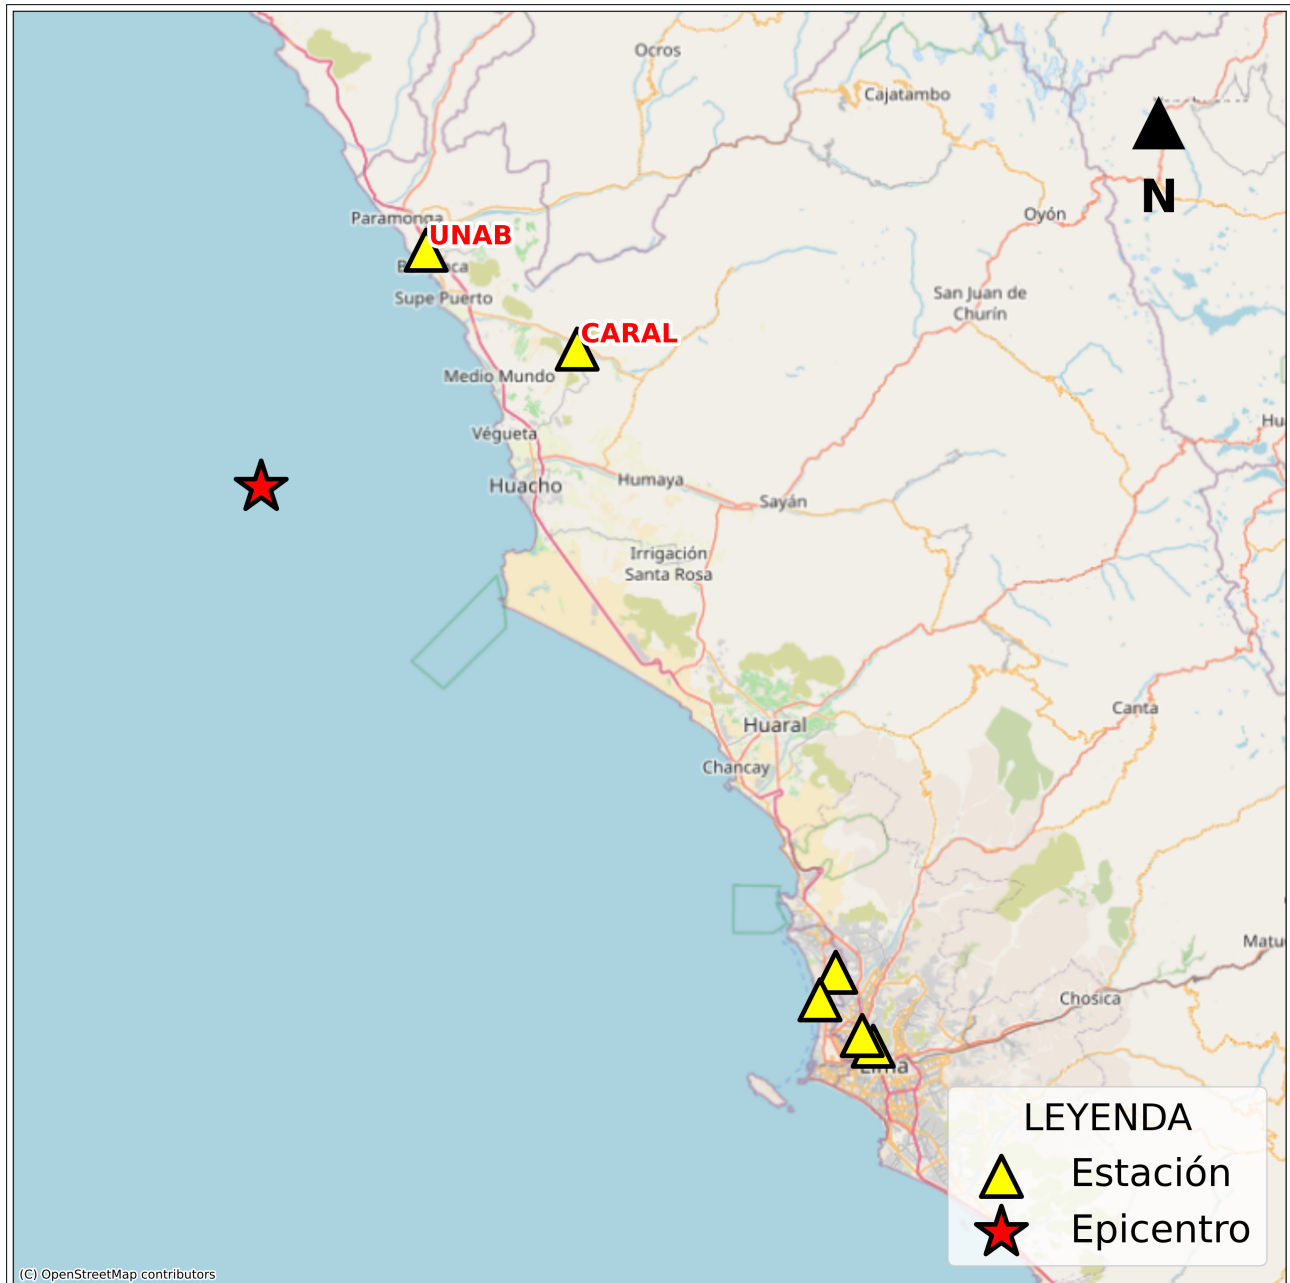 Ocros
Cajatambo
N
Paramonga
Oyón
UNAB
Supe Puerto
San Juan de
Churín
CARAL
Medio Mundo
Végueta
Huacho
Humaya
Sayán
Irrigación
Santa Rosa
Canta
Huaral
Chancay
Chosica
Lima
LEYENDA
Estación
Epicentro
(C) OpenStreetMap contributors